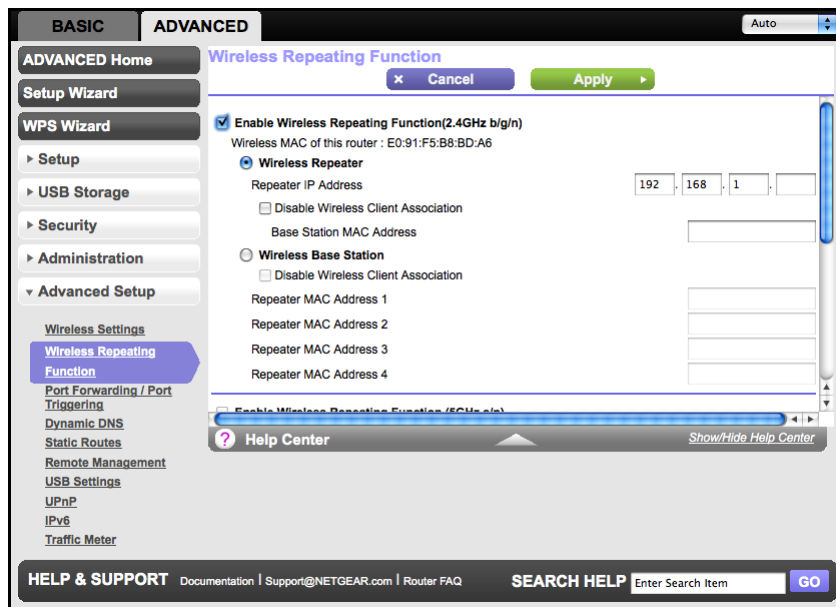 BASIC
ADVANCED
Auto
ADVANCED Home
Setup Wizard
WPS Wizard
Setup
USB Storage
Security
Administration
Advanced Setup
Wireless Settings
Wireless Repeating
Function
Port Forwarding / Port
Triggering
Dynamic DNS
Static Routes
Remote Management
USB Settings
UPnP
IPv6
Traffic Meter
Wireless Repeating Function
x Cancel
Apply
Enable Wireless Repeating Function(2.4GHz b/g/n)
Wireless MAC of this router : E0:91:F5:B8:BD:A6
Wireless Repeater
Repeater IP Address 192 . 168 . 1 .
Disable Wireless Client Association
Base Station MAC Address
Wireless Base Station
Disable Wireless Client Association
Repeater MAC Address 1
Repeater MAC Address 2
Repeater MAC Address 3
Repeater MAC Address 4
Enable Wireless Repeating Function (5GHz a/n)
? Help Center
Show/Hide Help Center
HELP & SUPPORT Documentation | Support@NETGEAR.com | Router FAQ
SEARCH HELP Enter Search Item GO